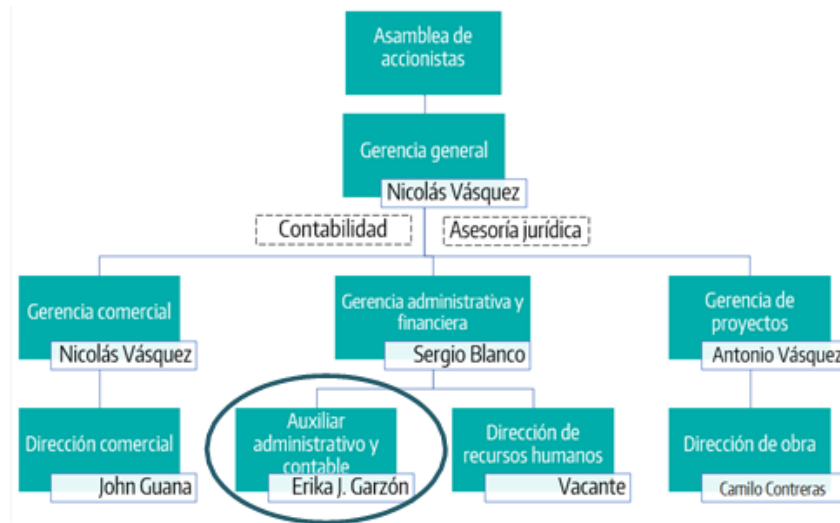 Asamblea de
accionistas
Gerencia general
Nicolás Vásquez
Contabilidad
Asesoría jurídica
Gerencia comercial
Nicolás Vásquez
Gerencia administrativa y
financiera
Sergio Blanco
Gerencia de
proyectos
Antonio Vásquez
Dirección comercial
John Guana
Auxiliar
administrativo y
contable
Erika J. Garzón
Dirección de
recursos humanos
Vacante
Dirección de obra
Camilo Contreras